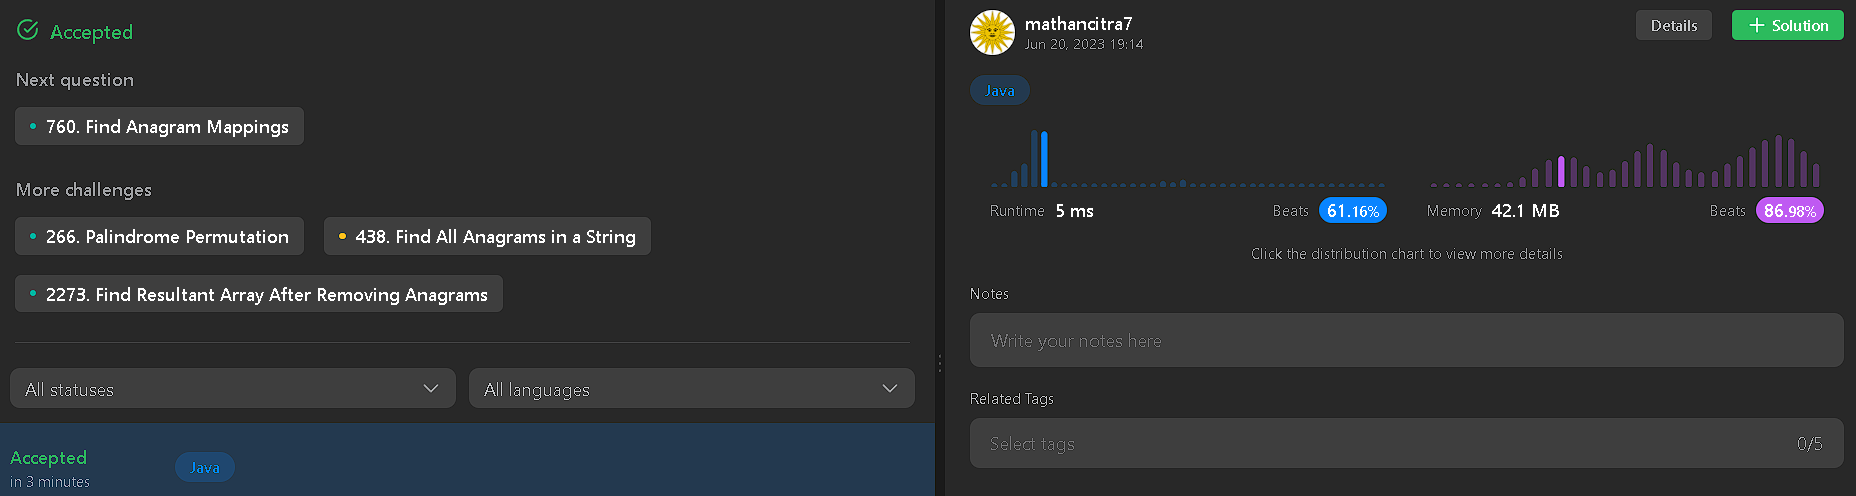 Accepted
Next question
760. Find Anagram Mappings
More challenges
266. Palindrome Permutation
438. Find All Anagrams in a String
2273. Find Resultant Array After Removing Anagrams
All statuses
All languages
Accepted
Java
in 3 minutes
mathancitra7
Jun 20, 2023 19:14
Details
+ Solution
Java
Runtime 5 ms
Beats 61.16%
Memory 42.1 MB
Beats 86.98%
Click the distribution chart to view more details
Notes
Write your notes here
Related Tags
Select tags
0/5